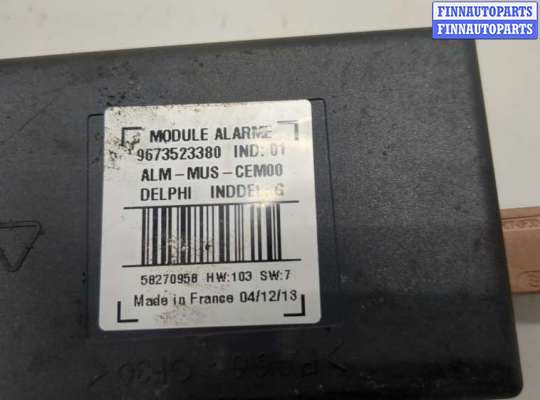 FINNAUTOPARTS
FINNAUTOPARTS
MODULE ALARME
9673523380 IND: 01
ALM-MUS-CEM00
DELPHI INDDEL: G
58270958 HW:103 SW:7
Made in France 04/12/13